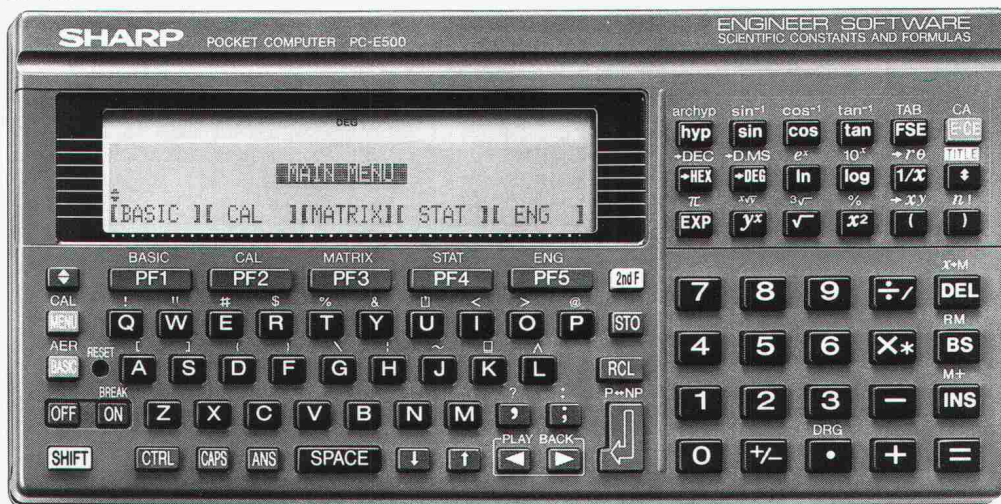 SHARP POCKET COMPUTER PC-E500
ENGINEER SOFTWARE
SCIENTIFIC CONSTANTS AND FORMULAS
DEG
MAIN MENU
[BASIC ][ CAL ][MATRIX][ STAT ][ ENG ]
BASIC CAL MATRIX STAT ENG
PF1 PF2 PF3 PF4 PF5 2nd F
CAL ! " # $ % & < > @
MENU Q W E R T Y U I O P STO
AER [ ] ( ) \ ¦ ~ □ ^
BASIC RESET A S D F G H J K L RCL
BREAK ? : P↔NP
OFF ON Z X C V B N M , ;
PLAY BACK
SHIFT CTRL CAPS ANS SPACE ↓ ↑ ◀ ▶
archyp sin⁻¹ cos⁻¹ tan⁻¹ TAB CA
hyp sin cos tan FSE C·CE
→DEC →D.MS eˣ 10ˣ →rθ TITLE
→HEX →DEG ln log 1/x
π ˣ√y ³√ % →xy n!
EXP yˣ √ x² ( )
x→M
7 8 9 ÷/ DEL
RM
4 5 6 ×* BS
M+
1 2 3 − INS
DRG
0 +/− • + =